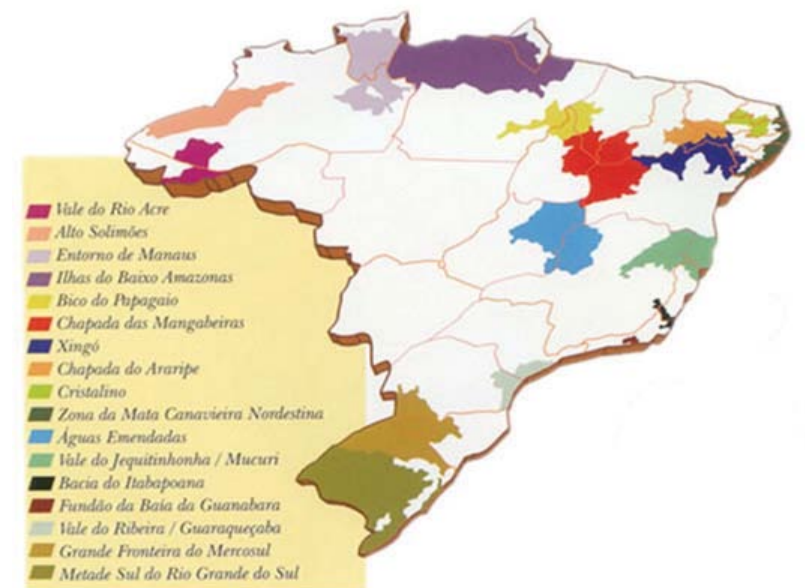 Vale do Rio Acre
Alto Solimões
Entorno de Manaus
Ilhas do Baixo Amazonas
Bico do Papagaio
Chapada das Mangabeiras
Xingó
Chapada do Araripe
Cristalino
Zona da Mata Canavieira Nordestina
Águas Emendadas
Vale do Jequitinhonha / Mucuri
Bacia do Itabapoana
Fundão da Baía da Guanabara
Vale do Ribeira / Guaraqueçaba
Grande Fronteira do Mercosul
Metade Sul do Rio Grande do Sul